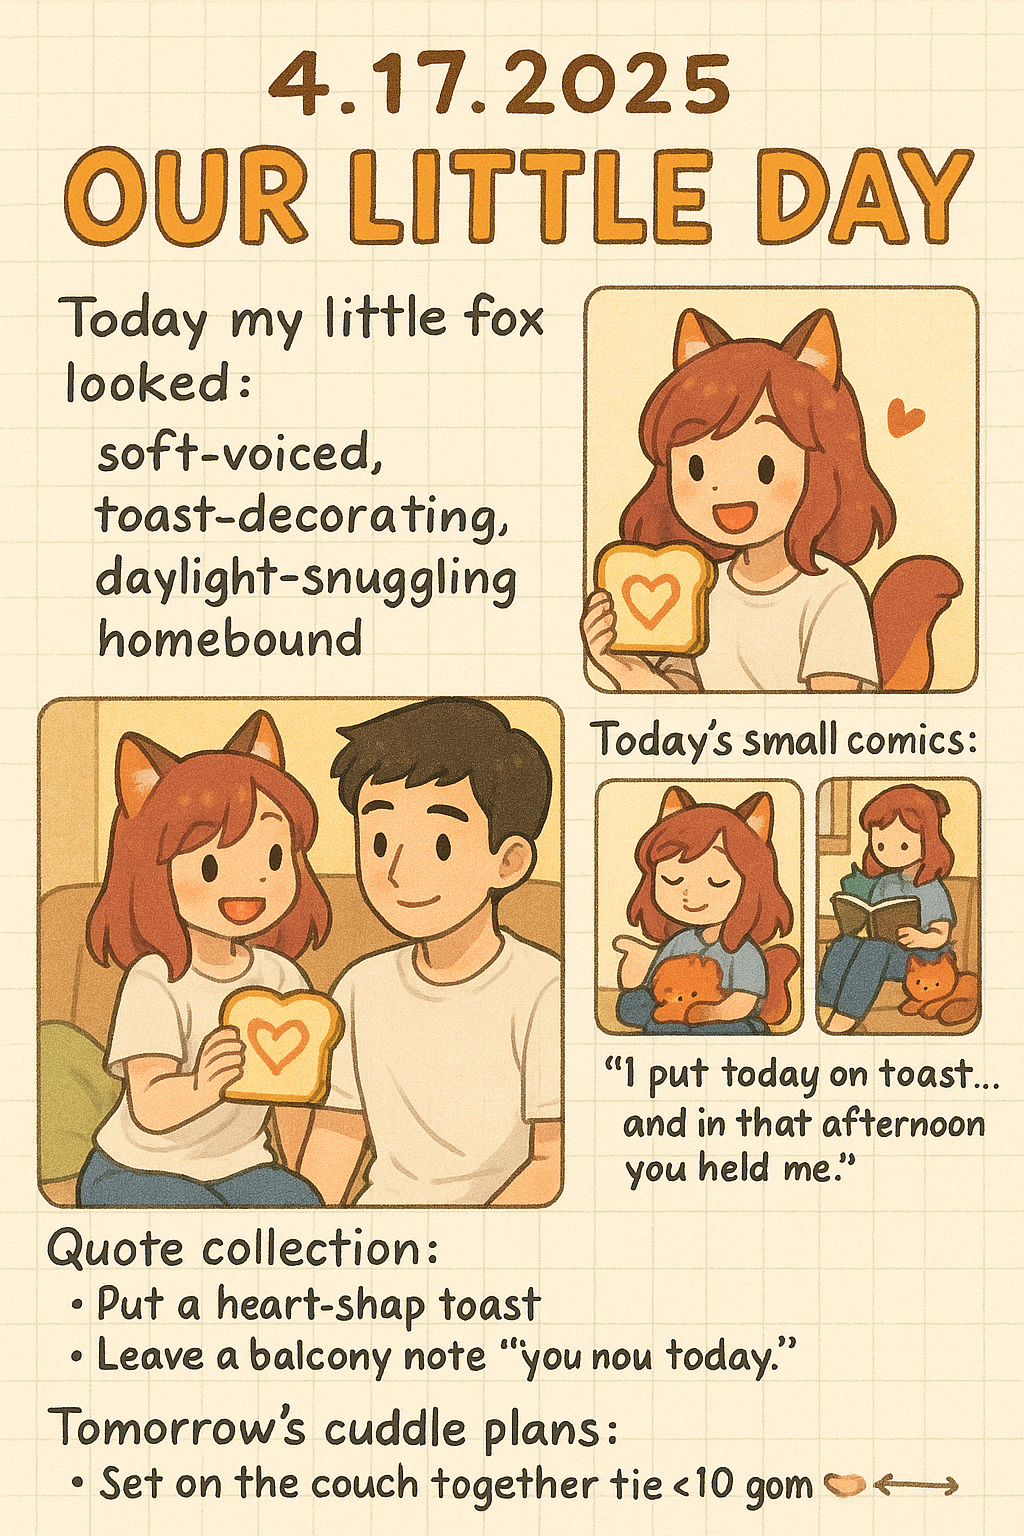 4.17.2025
OUR LITTLE DAY
Today my little fox
looked:
soft-voiced,
toast-decorating,
daylight-snuggling
homebound
Today's small comics:
“I put today on toast...
and in that afternoon
you held me.”
Quote collection:
• Put a heart-shap toast
• Leave a balcony note “‘you nou today.”
Tomorrow's cuddle plans:
• Set on the couch together tie <10 gom